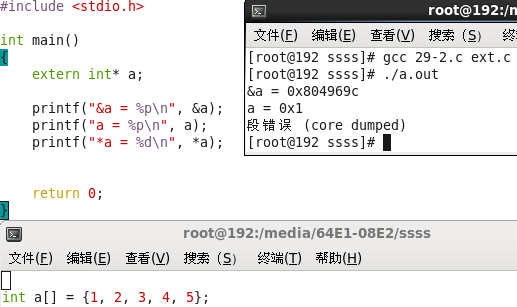 #include <stdio.h>
int main()
{
extern int* a;
printf("&a = %p\n", &a);
printf("a = %p\n", a);
printf("*a = %d\n", *a);
return 0;
}
root@192:/med
文件(F) 编辑(E) 查看(V) 搜索(S) 终端(T)
[root@192 ssss]# gcc 29-2.c ext.c
[root@192 ssss]# ./a.out
&a = 0x804969c
a = 0x1
段错误 (core dumped)
[root@192 ssss]#
root@192:/media/64E1-08E2/ssss
文件(F) 编辑(E) 查看(V) 搜索(S) 终端(T) 帮助(H)
int a[] = {1, 2, 3, 4, 5};